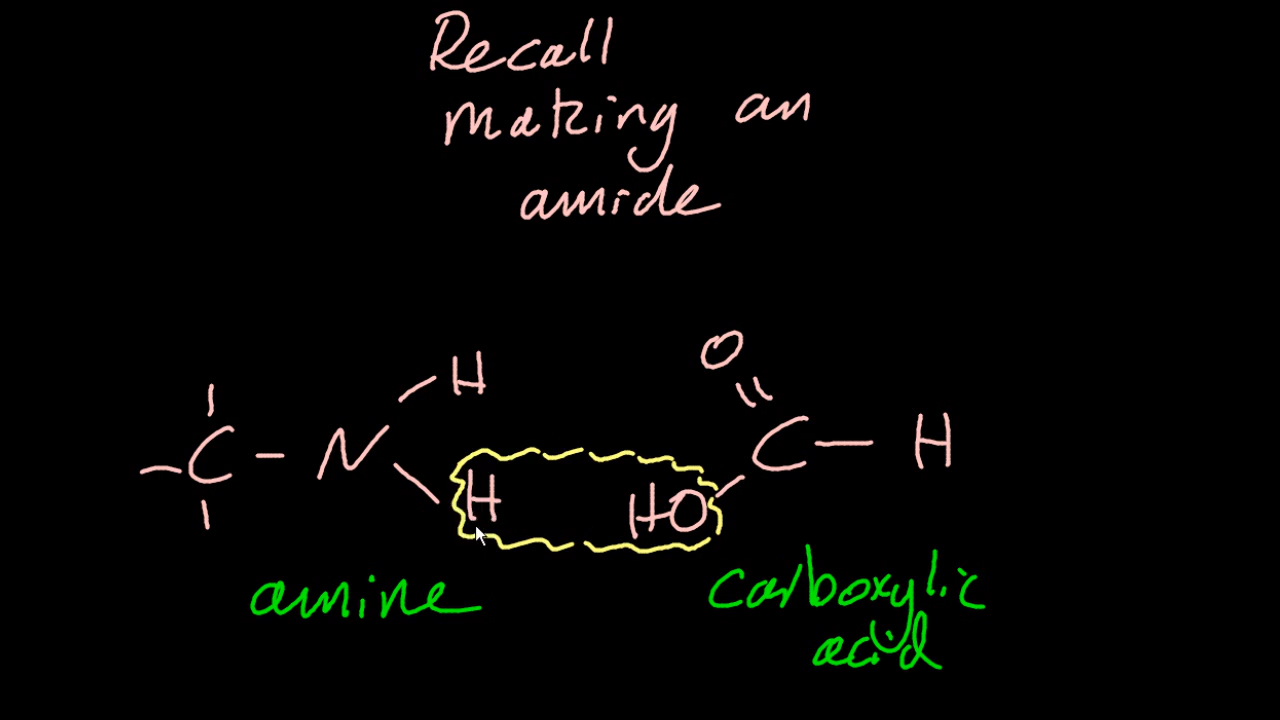 Recall
making an
amide
O
H
C - N
C - H
H
HO
amine
carboxylic
acid